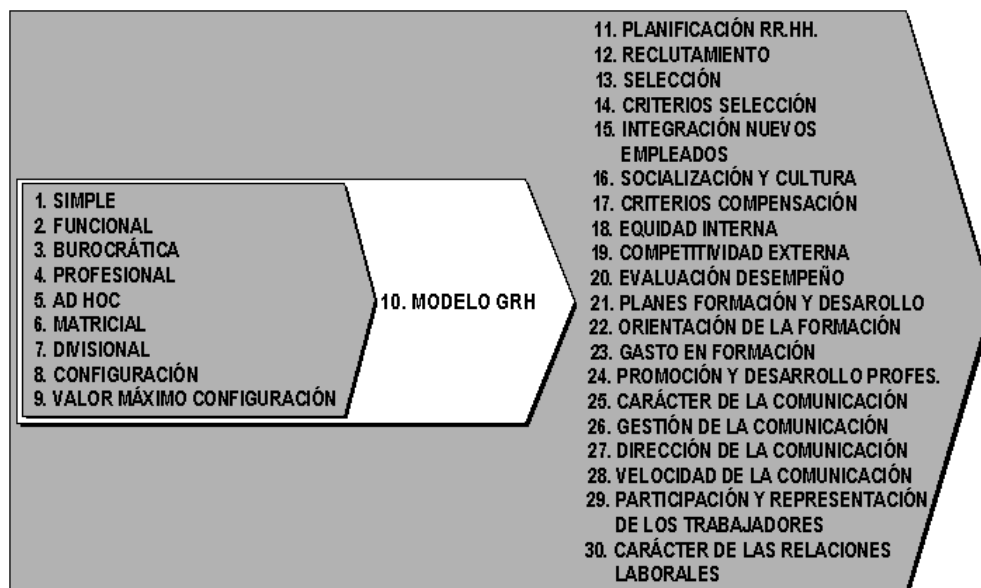 1. SIMPLE
2. FUNCIONAL
3. BUROCRÁTICA
4. PROFESIONAL
5. AD HOC
6. MATRICIAL
7. DIVISIONAL
8. CONFIGURACIÓN
9. VALOR MÁXIMO CONFIGURACIÓN
10. MODELO GRH
11. PLANIFICACIÓN RR.HH.
12. RECLUTAMIENTO
13. SELECCIÓN
14. CRITERIOS SELECCIÓN
15. INTEGRACIÓN NUEVOS
EMPLEADOS
16. SOCIALIZACIÓN Y CULTURA
17. CRITERIOS COMPENSACIÓN
18. EQUIDAD INTERNA
19. COMPETITIVIDAD EXTERNA
20. EVALUACIÓN DESEMPEÑO
21. PLANES FORMACIÓN Y DESAROLLO
22. ORIENTACIÓN DE LA FORMACIÓN
23. GASTO EN FORMACIÓN
24. PROMOCIÓN Y DESARROLLO PROFES.
25. CARÁCTER DE LA COMUNICACIÓN
26. GESTIÓN DE LA COMUNICACIÓN
27. DIRECCIÓN DE LA COMUNICACIÓN
28. VELOCIDAD DE LA COMUNICACIÓN
29. PARTICIPACIÓN Y REPRESENTACIÓN
DE LOS TRABAJADORES
30. CARÁCTER DE LAS RELACIONES
LABORALES